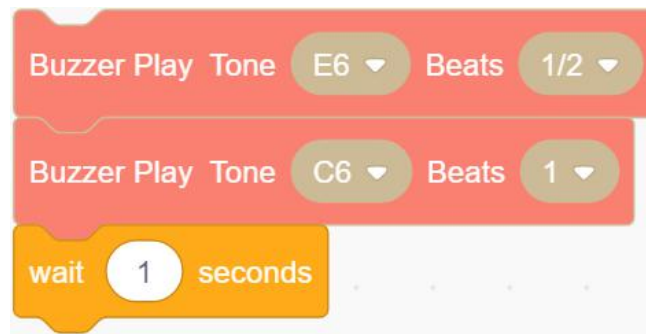 Buzzer Play Tone E6 Beats 1/2
Buzzer Play Tone C6 Beats 1
wait 1 seconds